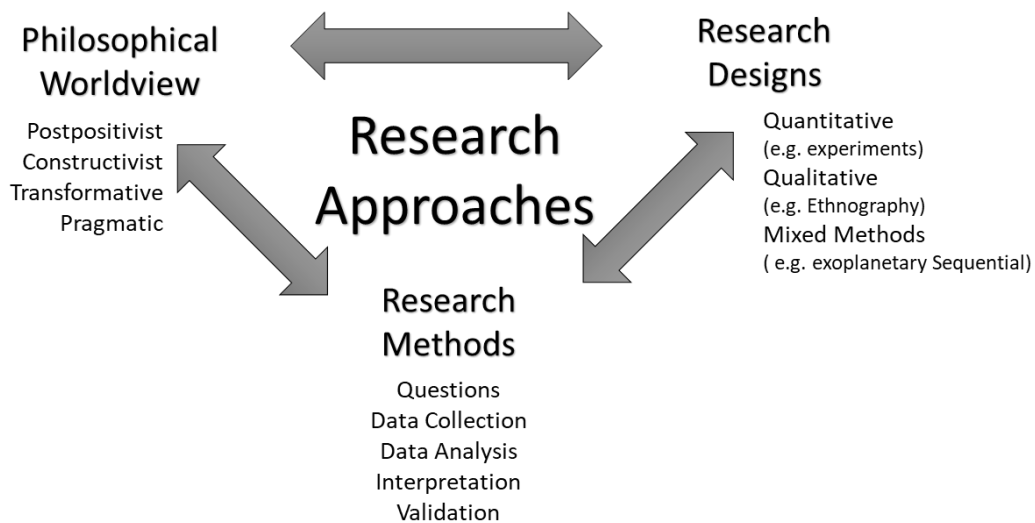 Philosophical
Worldview
Postpositivist
Constructivist
Transformative
Pragmatic
Research
Approaches
Research
Designs
Quantitative
(e.g. experiments)
Qualitative
(e.g. Ethnography)
Mixed Methods
( e.g. exoplanetary Sequential)
Research
Methods
Questions
Data Collection
Data Analysis
Interpretation
Validation